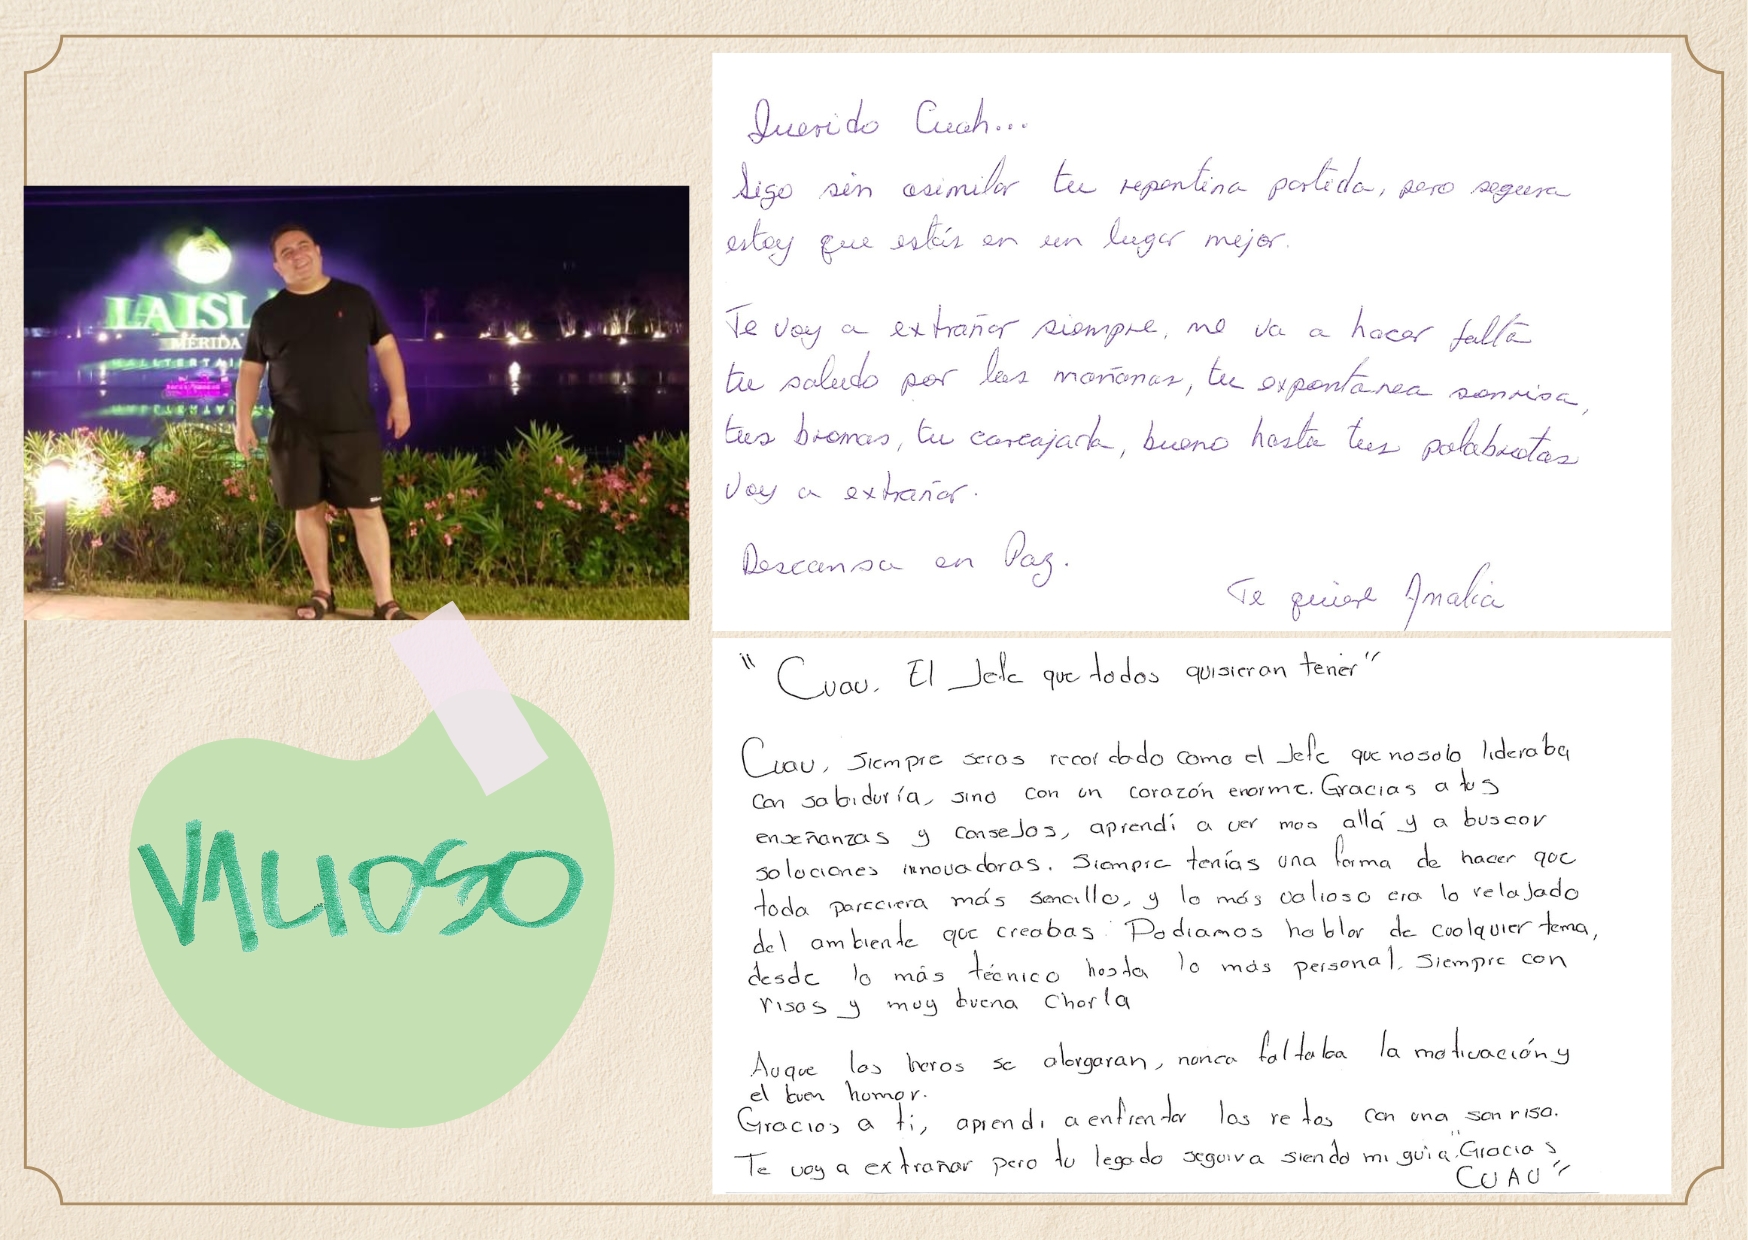 LA ISL
MÉRIDA
Querido Cuah...
Sigo sin asimilar tu repentina partida, pero segura
estoy que estás en un lugar mejor.
Te voy a extrañar siempre, me va a hacer falta
tu saludo por las mañanas, tu expontánea sonrisa,
tus bromas, tu carcajada, bueno hasta tus palabrotas
voy a extrañar.
Descansa en Paz.
Te quiere Amalia
VALIOSO
"Cuau. El Jefe que todos quisieran tener"
Cuau, Siempre seras recordado como el Jefe que no solo lideraba
con sabiduría, sino con un corazón enorme. Gracias a tus
enseñanzas y consejos, aprendí a ver mas allá y a buscar
soluciones innovadoras. Siempre tenías una forma de hacer que
toda pareciera más sencillo, y lo más valioso era lo relajado
del ambiente que creabas. Podiamos hablar de cualquier tema,
desde lo más técnico hasta lo más personal. Siempre con
risas y muy buena charla
Auque las horas se alargaran, nunca faltaba la motivación y
el buen humor.
Gracias a ti, aprendi a enfrentar los retos con una sonrisa.
Te voy a extrañar pero tu legado seguira siendo mi guia. "Gracias
CUAU"